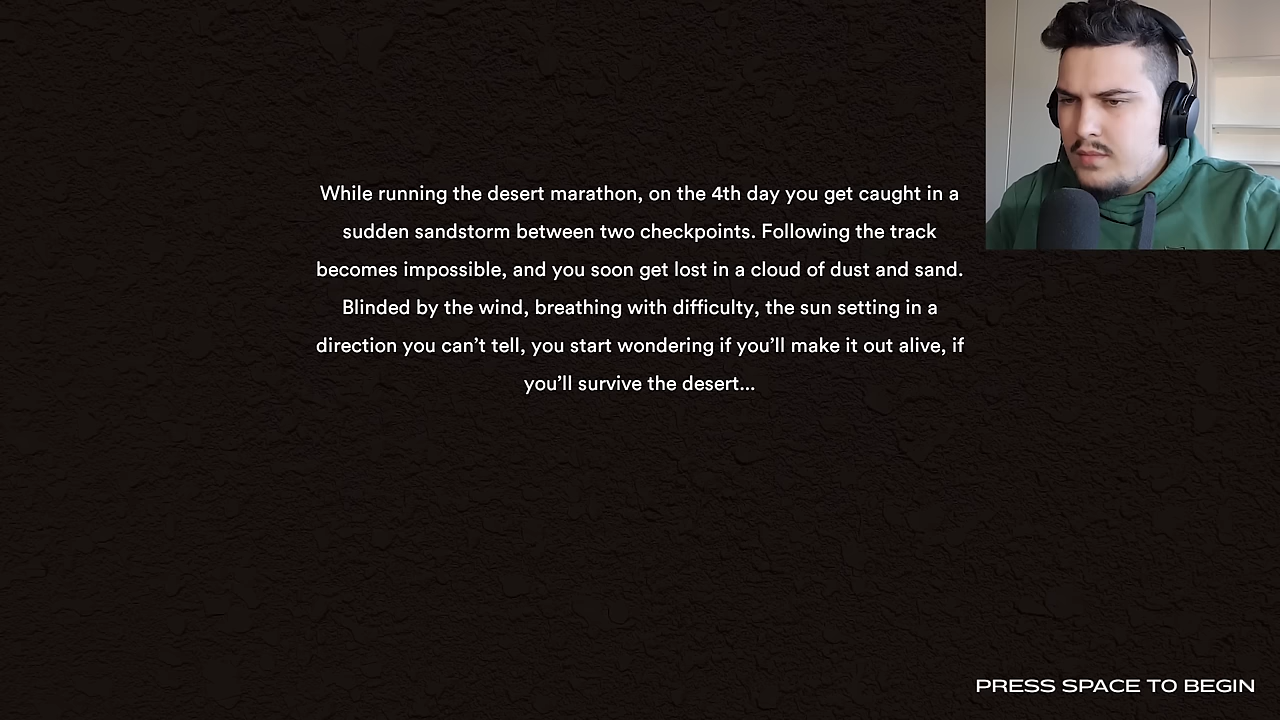 While running the desert marathon, on the 4th day you get caught in a
sudden sandstorm between two checkpoints. Following the track
becomes impossible, and you soon get lost in a cloud of dust and sand.
Blinded by the wind, breathing with difficulty, the sun setting in a
direction you can’t tell, you start wondering if you’ll make it out alive, if
you’ll survive the desert...
PRESS SPACE TO BEGIN